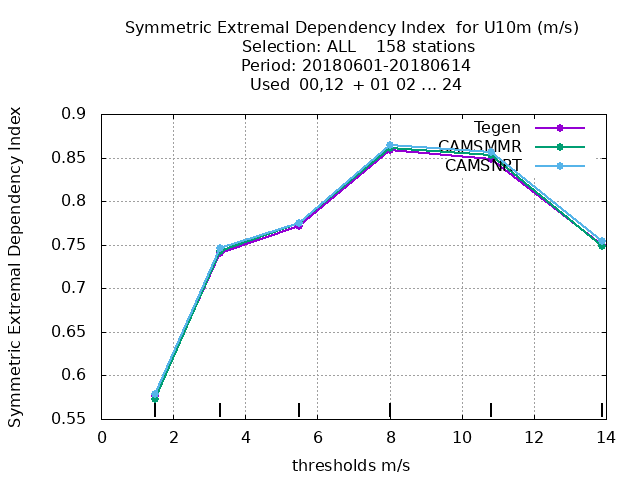 Symmetric Extremal Dependency Index for U10m (m/s)
Selection: ALL 158 stations
Period: 20180601-20180614
Used 00,12 + 01 02 ... 24
Symmetric Extremal Dependency Index
0.9
0.85
0.8
0.75
0.7
0.65
0.6
0.55
Tegen
CAMSMMR
CAMSNRT
0 2 4 6 8 10 12 14
thresholds m/s